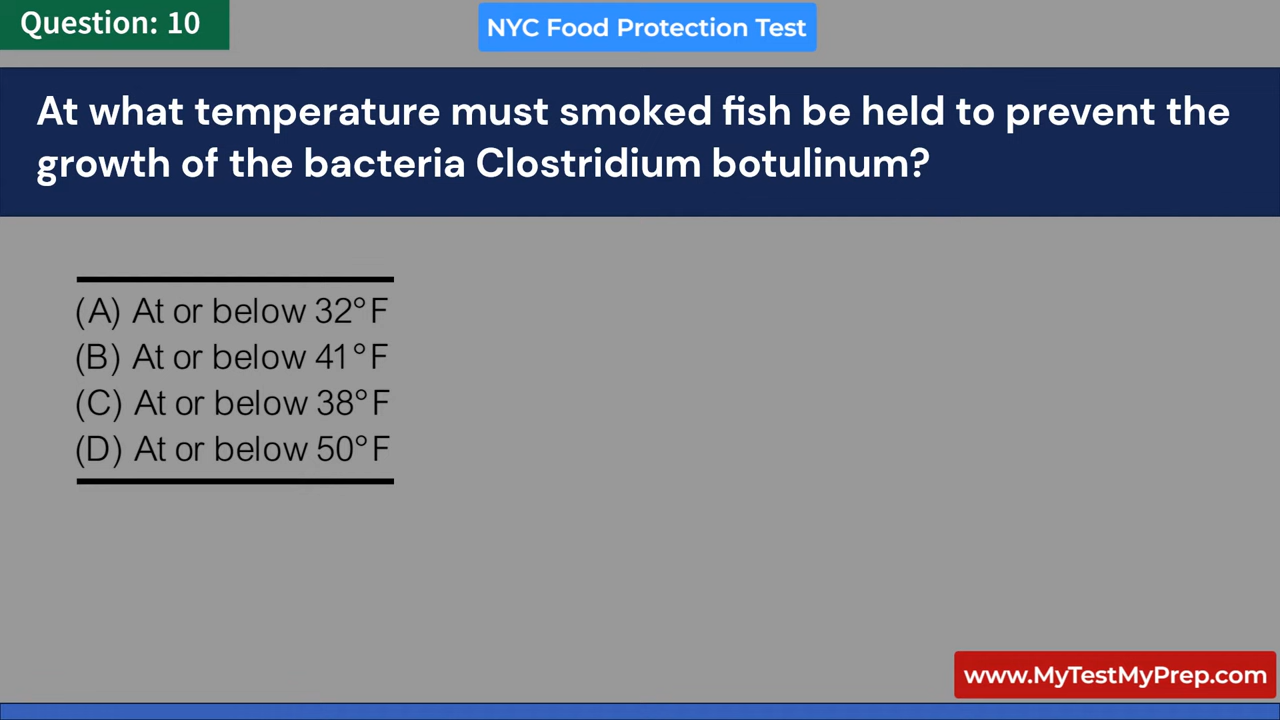 Question: 10
NYC Food Protection Test
At what temperature must smoked fish be held to prevent the
growth of the bacteria Clostridium botulinum?
(A) At or below 32°F
(B) At or below 41°F
(C) At or below 38°F
(D) At or below 50°F
www.MyTestMyPrep.com